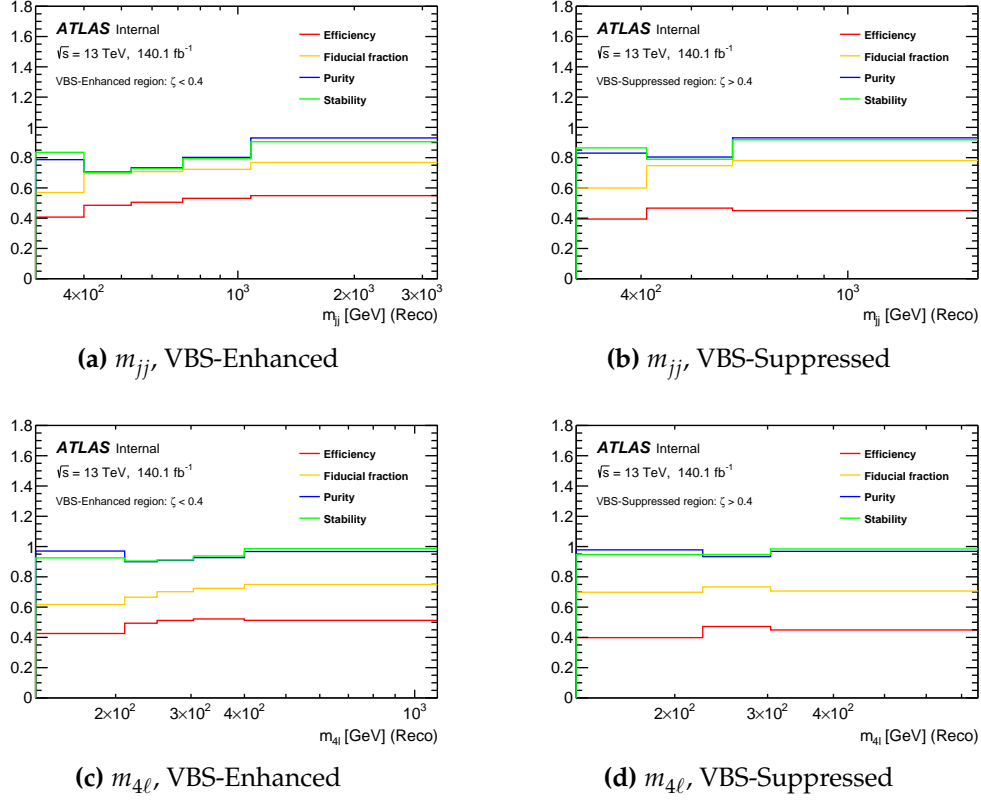 ATLAS Internal
√s = 13 TeV, 140.1 fb⁻¹
VBS-Enhanced region: ζ < 0.4
Efficiency
Fiducial fraction
Purity
Stability
1.8
1.6
1.4
1.2
1
0.8
0.6
0.4
0.2
0
4×10² 10³ 2×10³ 3×10³
m_jj [GeV] (Reco)
(a) m_jj, VBS-Enhanced
ATLAS Internal
√s = 13 TeV, 140.1 fb⁻¹
VBS-Suppressed region: ζ > 0.4
Efficiency
Fiducial fraction
Purity
Stability
1.8
1.6
1.4
1.2
1
0.8
0.6
0.4
0.2
0
4×10² 10³
m_jj [GeV] (Reco)
(b) m_jj, VBS-Suppressed
ATLAS Internal
√s = 13 TeV, 140.1 fb⁻¹
VBS-Enhanced region: ζ < 0.4
Efficiency
Fiducial fraction
Purity
Stability
1.8
1.6
1.4
1.2
1
0.8
0.6
0.4
0.2
0
2×10² 3×10² 4×10² 10³
m_4l [GeV] (Reco)
(c) m_4ℓ, VBS-Enhanced
ATLAS Internal
√s = 13 TeV, 140.1 fb⁻¹
VBS-Suppressed region: ζ > 0.4
Efficiency
Fiducial fraction
Purity
Stability
1.8
1.6
1.4
1.2
1
0.8
0.6
0.4
0.2
0
2×10² 3×10² 4×10²
m_4l [GeV] (Reco)
(d) m_4ℓ, VBS-Suppressed